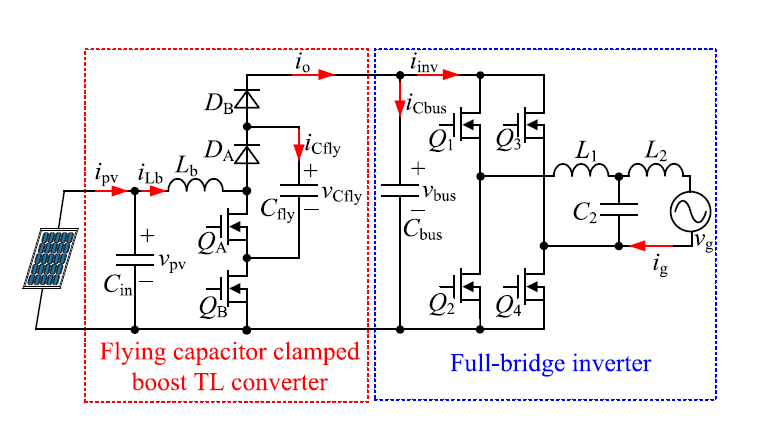 io
iinv
DB
iCbus
DA
iCfly
Q1
Q3
L1
L2
ipv
iLb
Lb
+
vCfly
−
+
vbus
−
Cfly
Cbus
C2
vg
QA
+
vpv
−
Cin
ig
QB
Q2
Q4
Flying capacitor clamped
boost TL converter
Full-bridge inverter